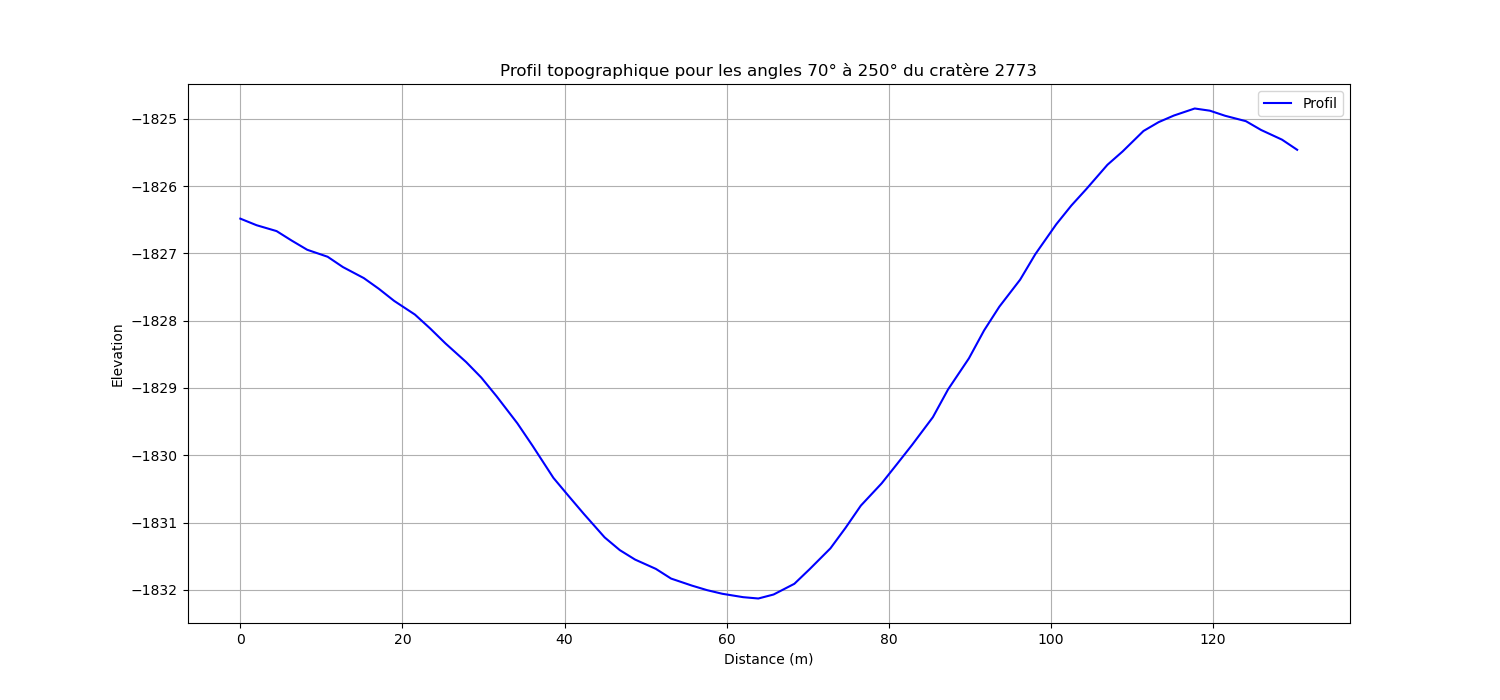 Profil topographique pour les angles 70° à 250° du cratère 2773
Profil
−1825
−1826
−1827
−1828
−1829
−1830
−1831
−1832
Elevation
0 20 40 60 80 100 120
Distance (m)